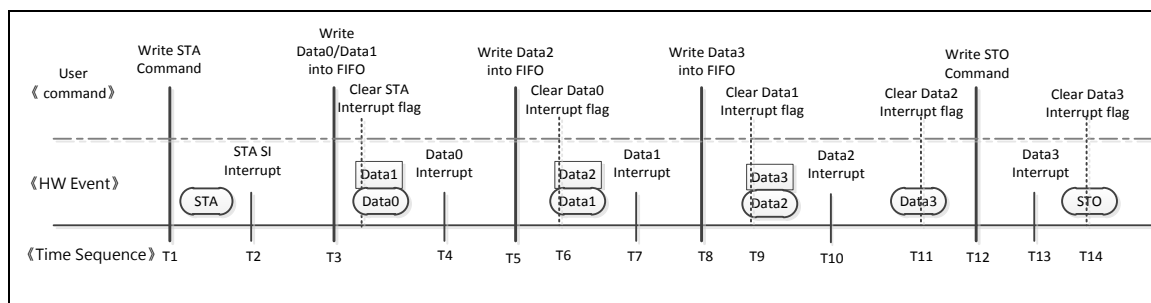 Write
Write STA
Command
Data0/Data1
into FIFO
Write Data2
into FIFO
Write Data3
into FIFO
Write STO
Command
User
《 command》
Clear STA
Interrupt flag
Clear Data0
Interrupt flag
Clear Data1
Interrupt flag
Clear Data2
Interrupt flag
Clear Data3
Interrupt flag
《HW Event》
STA SI
Interrupt
Data0
Interrupt
Data1
Interrupt
Data2
Interrupt
Data3
Interrupt
STA
Data1
Data0
Data2
Data1
Data3
Data2
Data3
STO
《Time Sequence》 T1 T2 T3 T4 T5 T6 T7 T8 T9 T10 T11 T12 T13 T14